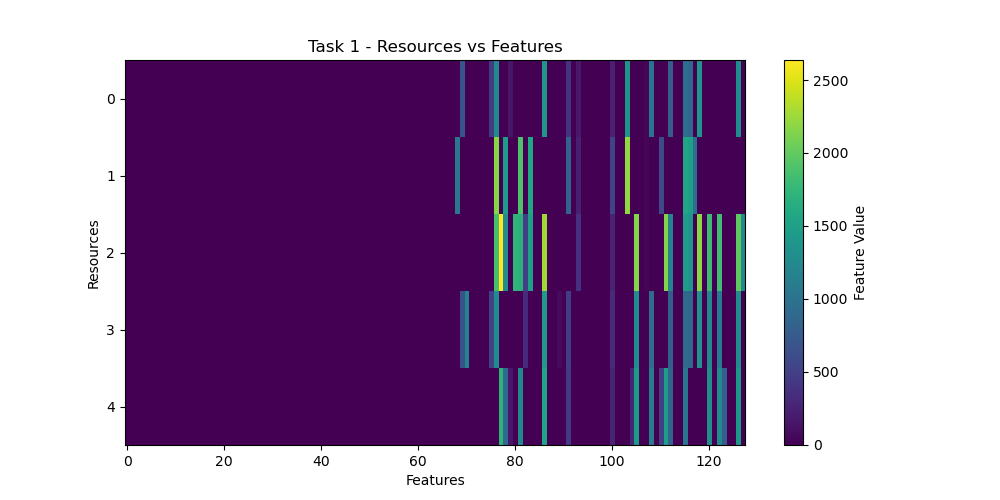 Task 1 - Resources vs Features
Resources
0
1
2
3
4
0 20 40 60 80 100 120
Features
2500
2000
1500
1000
500
0
Feature Value